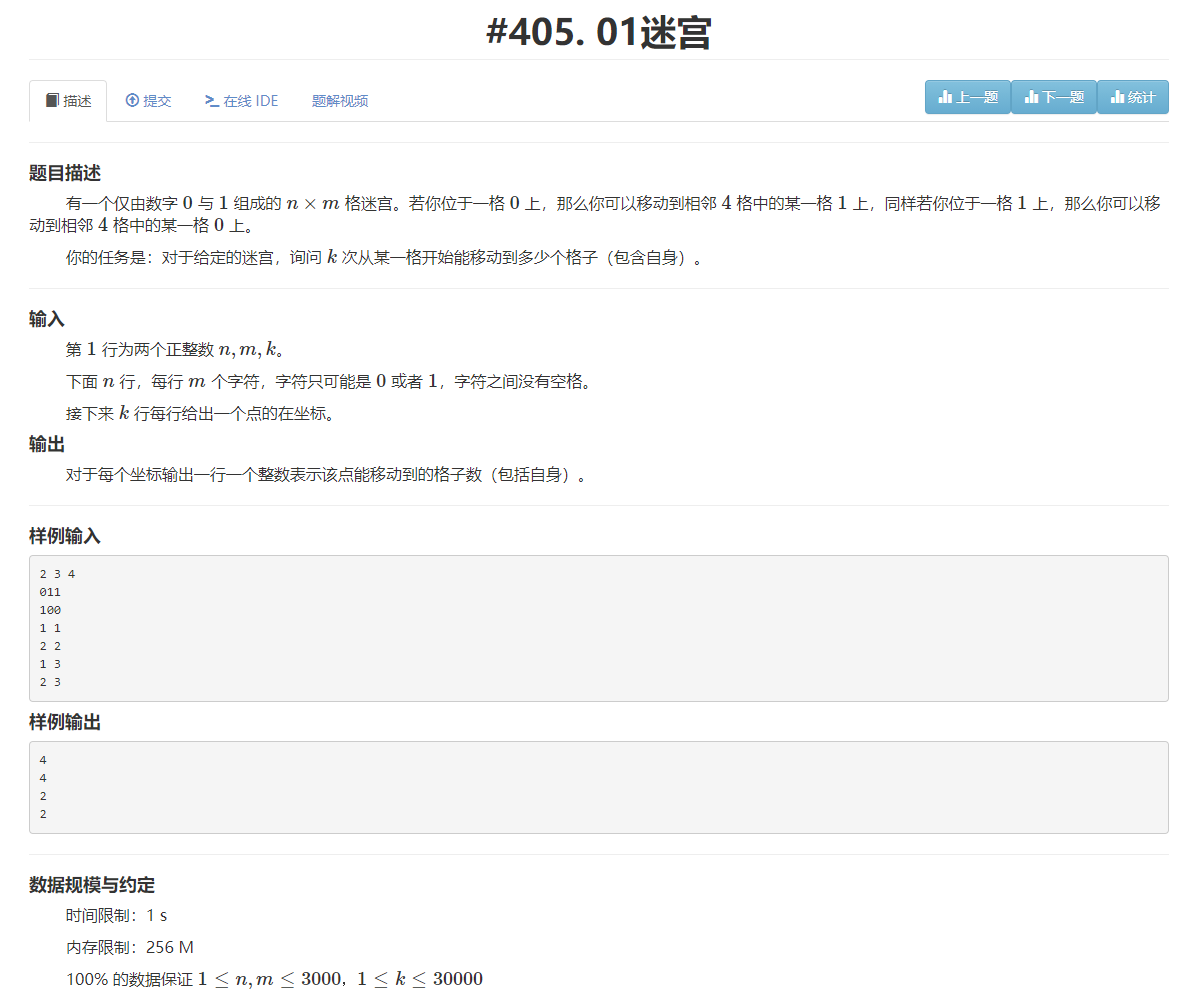 #405. 01迷宫
描述 提交 在线 IDE 题解视频 上一题 下一题 统计
题目描述
有一个仅由数字 0 与 1 组成的 n × m 格迷宫。若你位于一格 0 上，那么你可以移动到相邻 4 格中的某一格 1 上，同样若你位于一格 1 上，那么你可以移
动到相邻 4 格中的某一格 0 上。
你的任务是：对于给定的迷宫，询问 k 次从某一格开始能移动到多少个格子（包含自身）。
输入
第 1 行为两个正整数 n, m, k。
下面 n 行，每行 m 个字符，字符只可能是 0 或者 1，字符之间没有空格。
接下来 k 行每行给出一个点的在坐标。
输出
对于每个坐标输出一行一个整数表示该点能移动到的格子数（包括自身）。
样例输入
2 3 4
011
100
1 1
2 2
1 3
2 3
样例输出
4
4
2
2
数据规模与约定
时间限制：1 s
内存限制：256 M
100% 的数据保证 1 ≤ n, m ≤ 3000，1 ≤ k ≤ 30000